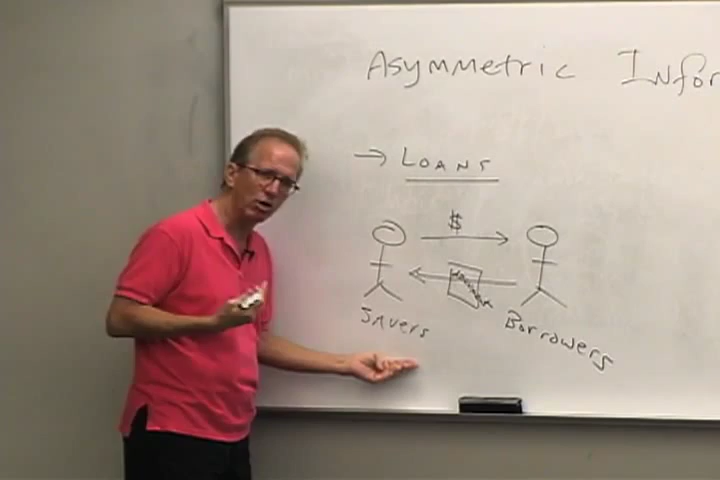 Asymmetric Infor
→ LOANS
$
Savers
Borrowers